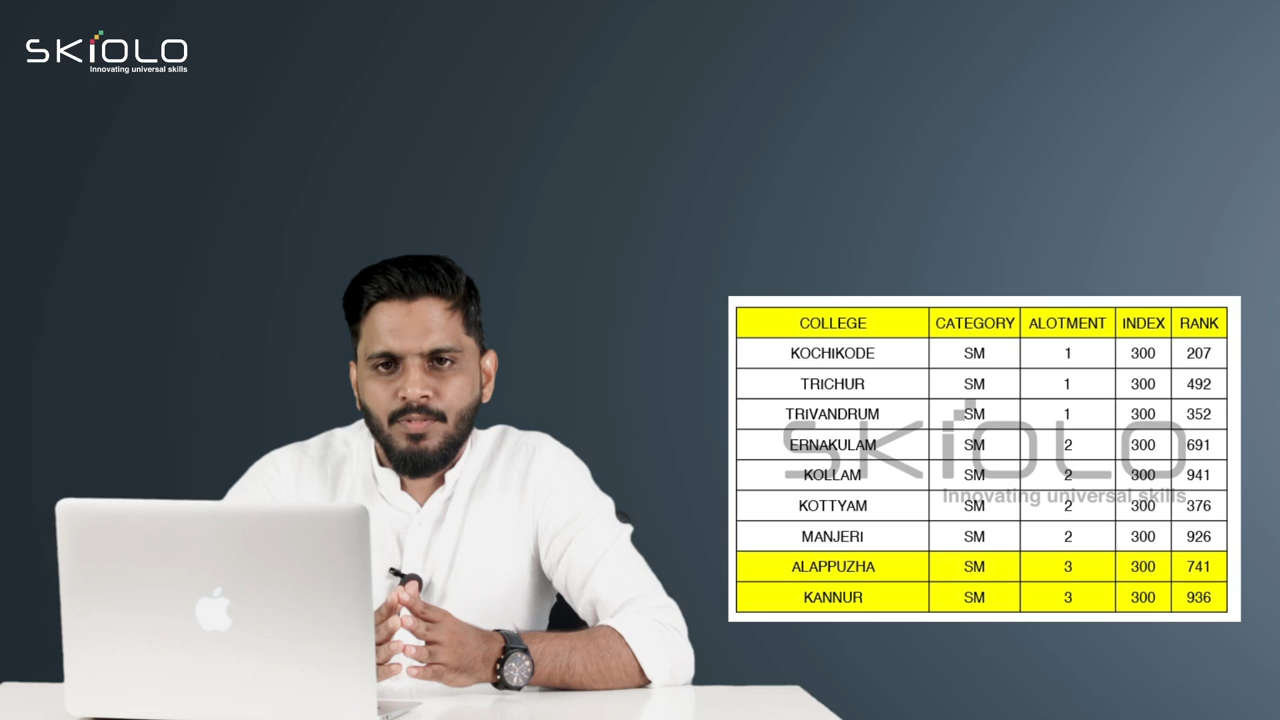 SKIOLO
Innovating universal skills
COLLEGE CATEGORY ALOTMENT INDEX RANK
KOCHIKODE SM 1 300 207
TRICHUR SM 1 300 492
TRIVANDRUM SM 1 300 352
ERNAKULAM SM 2 300 691
KOLLAM SM 2 300 941
KOTTYAM SM 2 300 376
MANJERI SM 2 300 926
ALAPPUZHA SM 3 300 741
KANNUR SM 3 300 936
SKIOLO
Innovating universal skills